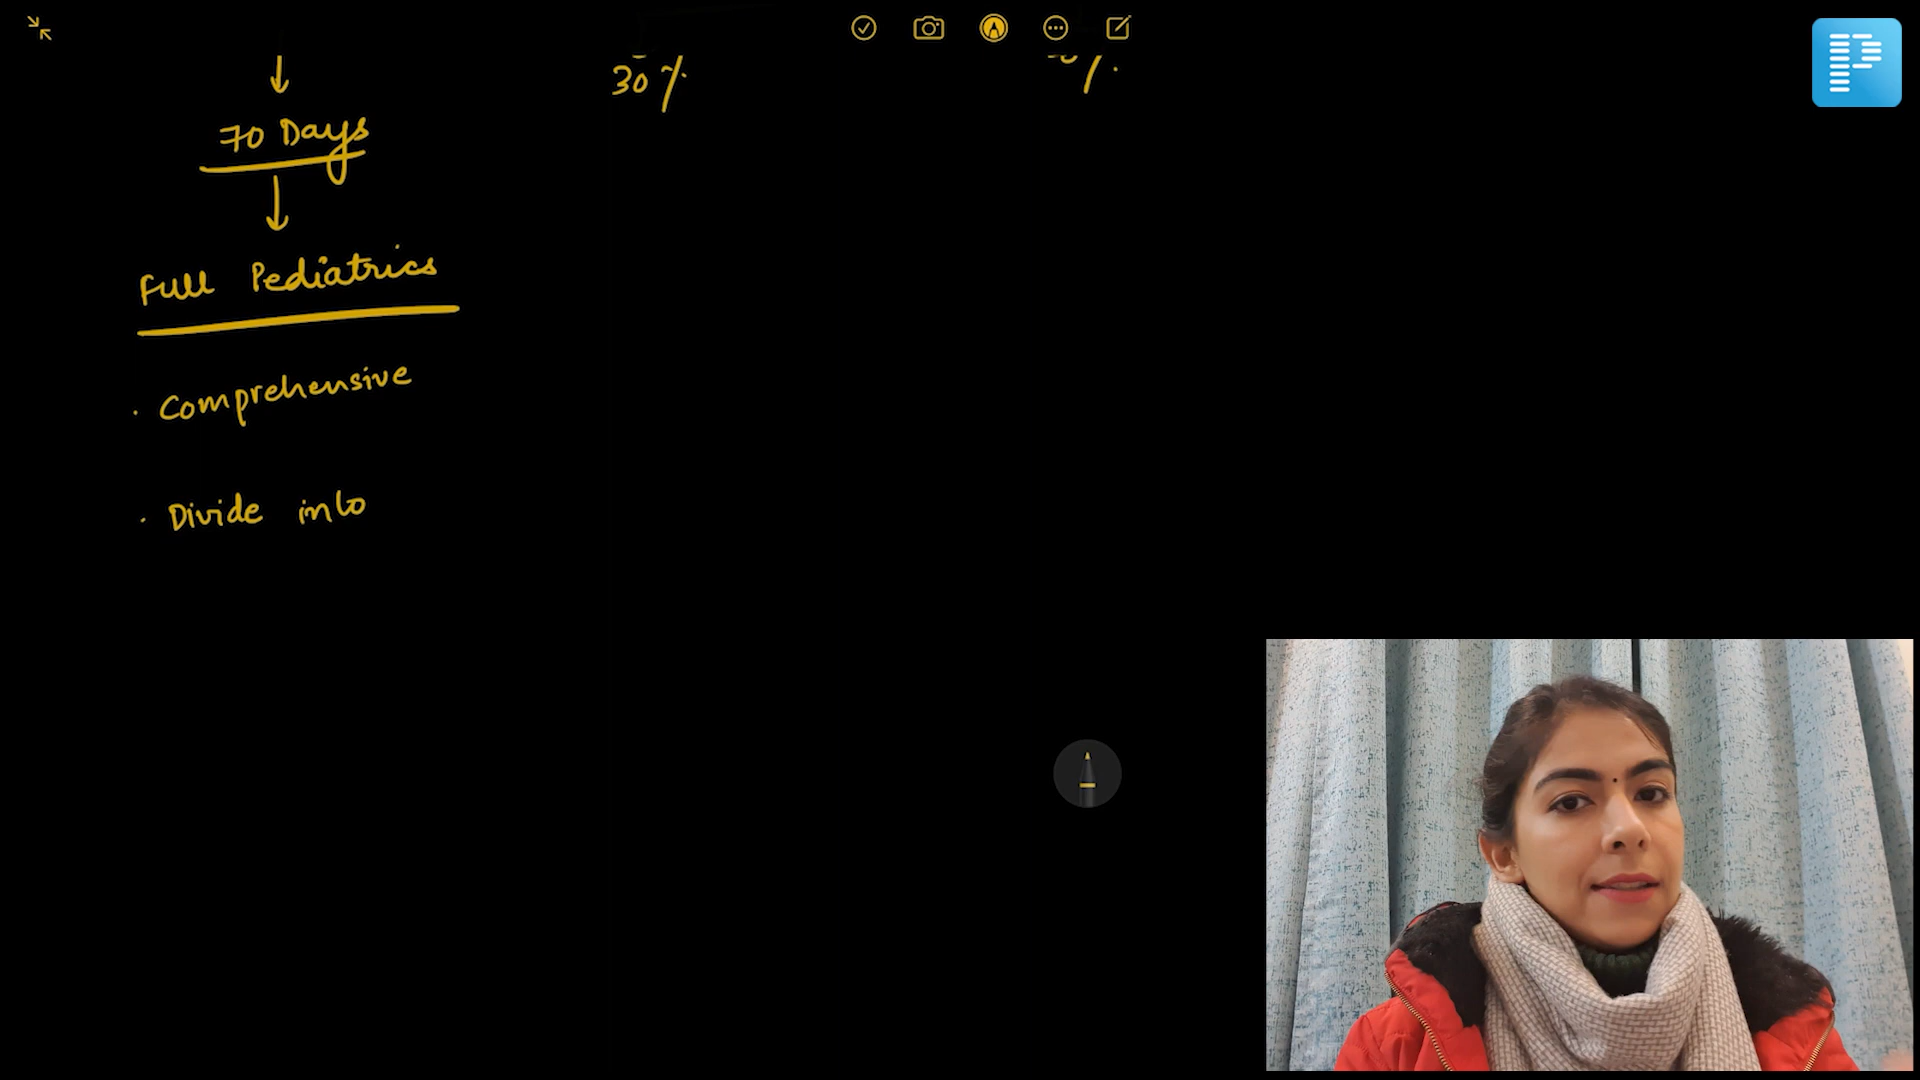 30%
70 Days
Full Pediatrics
· Comprehensive
· Divide into